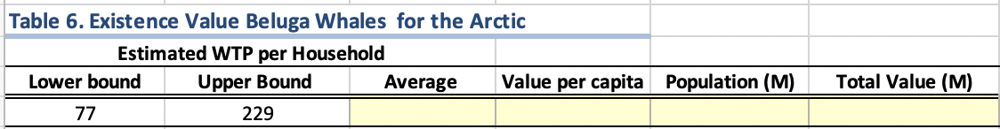 Table 6. Existence Value Beluga Whales for the Arctic
Estimated WTP per Household
Lower bound Upper Bound Average Value per capita Population (M) Total Value (M)
77 229